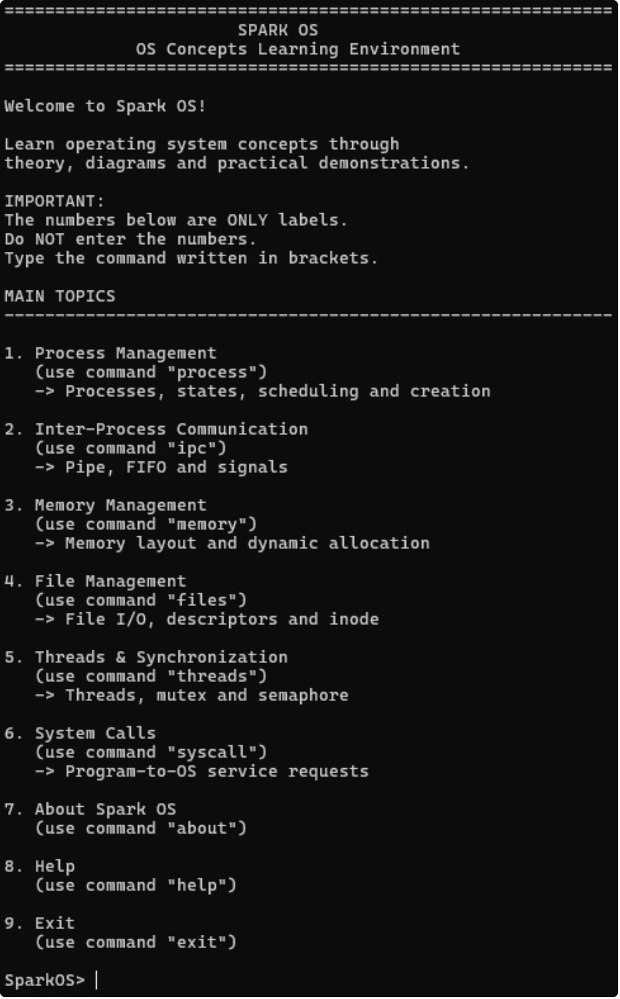 ============================================================
SPARK OS
OS Concepts Learning Environment
============================================================
Welcome to Spark OS!
Learn operating system concepts through
theory, diagrams and practical demonstrations.
IMPORTANT:
The numbers below are ONLY labels.
Do NOT enter the numbers.
Type the command written in brackets.
MAIN TOPICS
------------------------------------------------------------
1. Process Management
(use command "process")
-> Processes, states, scheduling and creation
2. Inter-Process Communication
(use command "ipc")
-> Pipe, FIFO and signals
3. Memory Management
(use command "memory")
-> Memory layout and dynamic allocation
4. File Management
(use command "files")
-> File I/O, descriptors and inode
5. Threads & Synchronization
(use command "threads")
-> Threads, mutex and semaphore
6. System Calls
(use command "syscall")
-> Program-to-OS service requests
7. About Spark OS
(use command "about")
8. Help
(use command "help")
9. Exit
(use command "exit")
SparkOS>